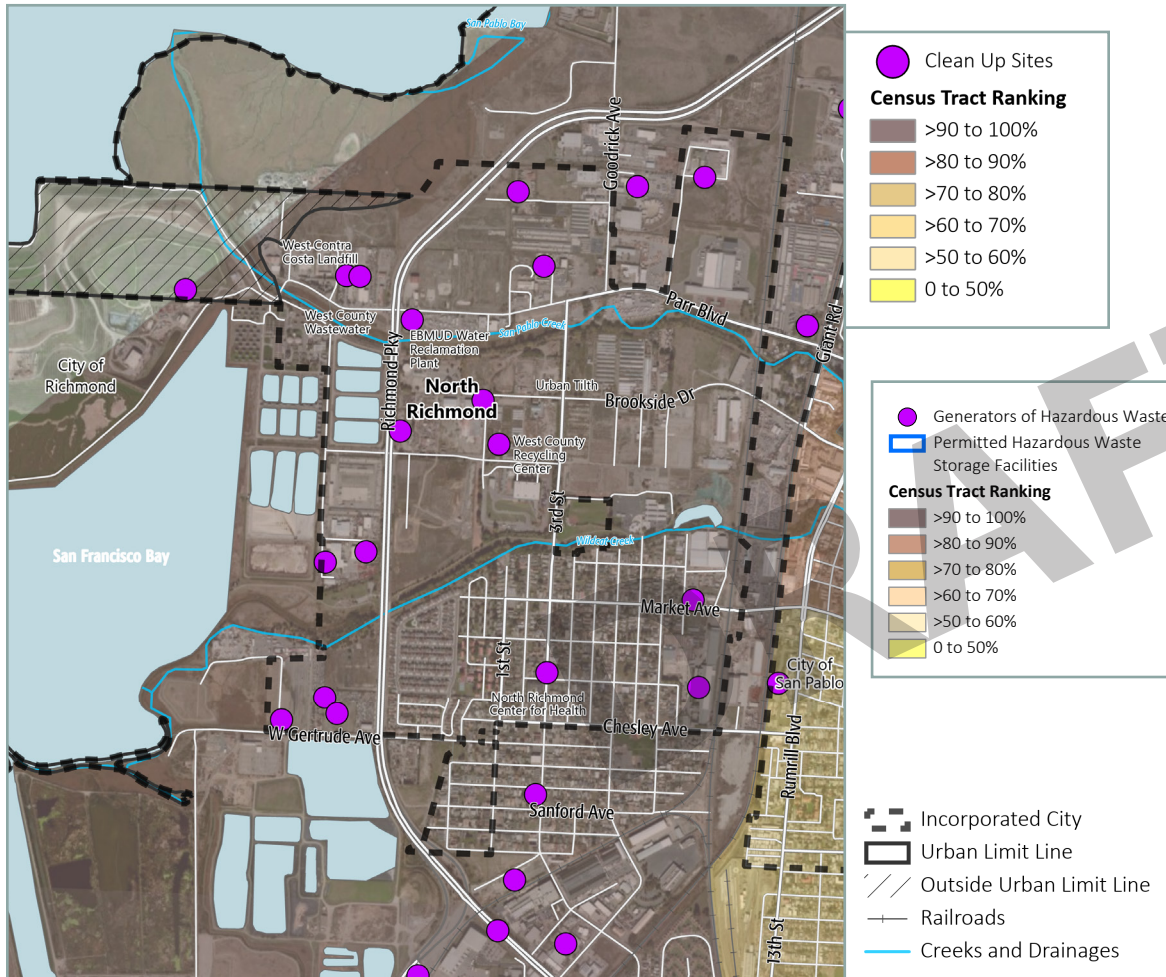 San Pablo Bay
Goodrick Ave
West Contra
Costa Landfill
West County
Wastewater
Parr Blvd
San Pablo Creek
EBMUD Water
Reclamation
Plant
Giant Rd
City of
Richmond
Richmond Pky
North
Richmond
Urban Tilth
Brookside Dr
West County
Recycling
Center
3rd St
Wildcat Creek
San Francisco Bay
Market Ave
1st St
City of
San Pablo
North Richmond
Center for Health
Chesley Ave
W Gertrude Ave
Rumrill Blvd
Sanford Ave
13th St
Clean Up Sites
Census Tract Ranking
>90 to 100%
>80 to 90%
>70 to 80%
>60 to 70%
>50 to 60%
0 to 50%
Generators of Hazardous Waste
Permitted Hazardous Waste
Storage Facilities
Census Tract Ranking
>90 to 100%
>80 to 90%
>70 to 80%
>60 to 70%
>50 to 60%
0 to 50%
Incorporated City
Urban Limit Line
Outside Urban Limit Line
Railroads
Creeks and Drainages